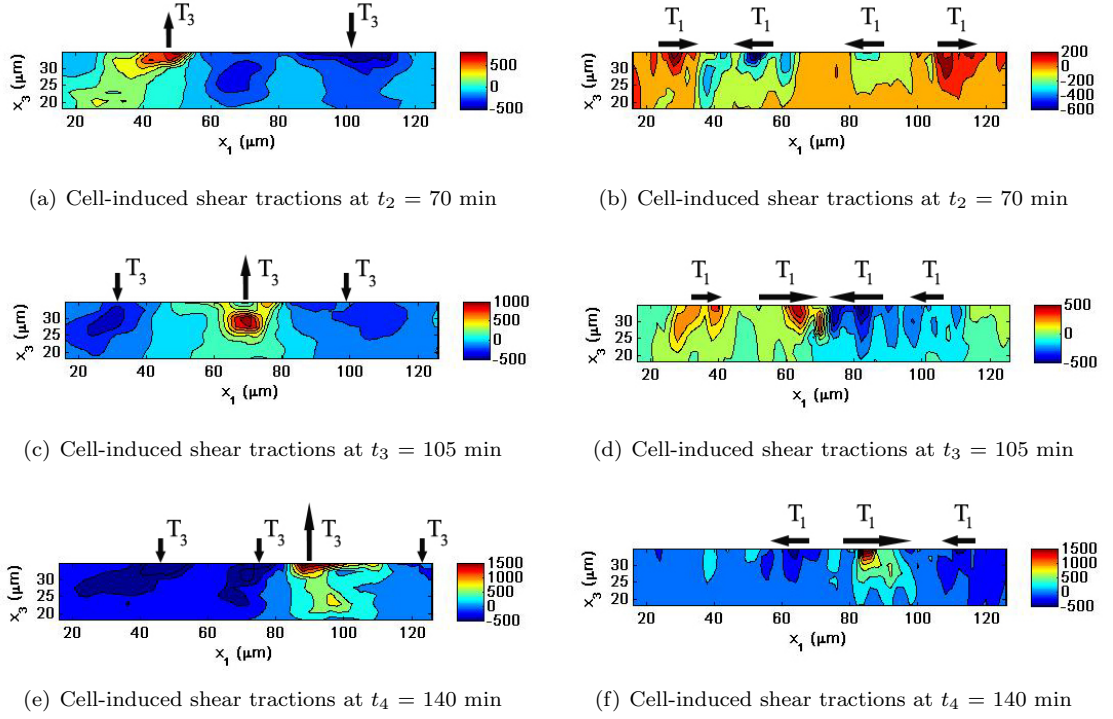 T3 T3
x3 (μm)
30
25
20
20 40 60 80 100 120
x1 (μm)
500
0
-500
(a) Cell-induced shear tractions at t2 = 70 min
T1 T1 T1 T1
x3 (μm)
30
25
20
20 40 60 80 100 120
x1 (μm)
200
0
-200
-400
-600
(b) Cell-induced shear tractions at t2 = 70 min
T3 T3 T3
x3 (μm)
30
25
20
20 40 60 80 100 120
x1 (μm)
1000
500
0
-500
(c) Cell-induced shear tractions at t3 = 105 min
T1 T1 T1 T1
x3 (μm)
30
25
20
20 40 60 80 100 120
x1 (μm)
500
0
-500
(d) Cell-induced shear tractions at t3 = 105 min
T3 T3 T3 T3
x3 (μm)
30
25
20
20 40 60 80 100 120
x1 (μm)
1500
1000
500
0
-500
(e) Cell-induced shear tractions at t4 = 140 min
T1 T1 T1
x3 (μm)
30
25
20
20 40 60 80 100 120
x1 (μm)
1500
1000
500
0
-500
(f) Cell-induced shear tractions at t4 = 140 min